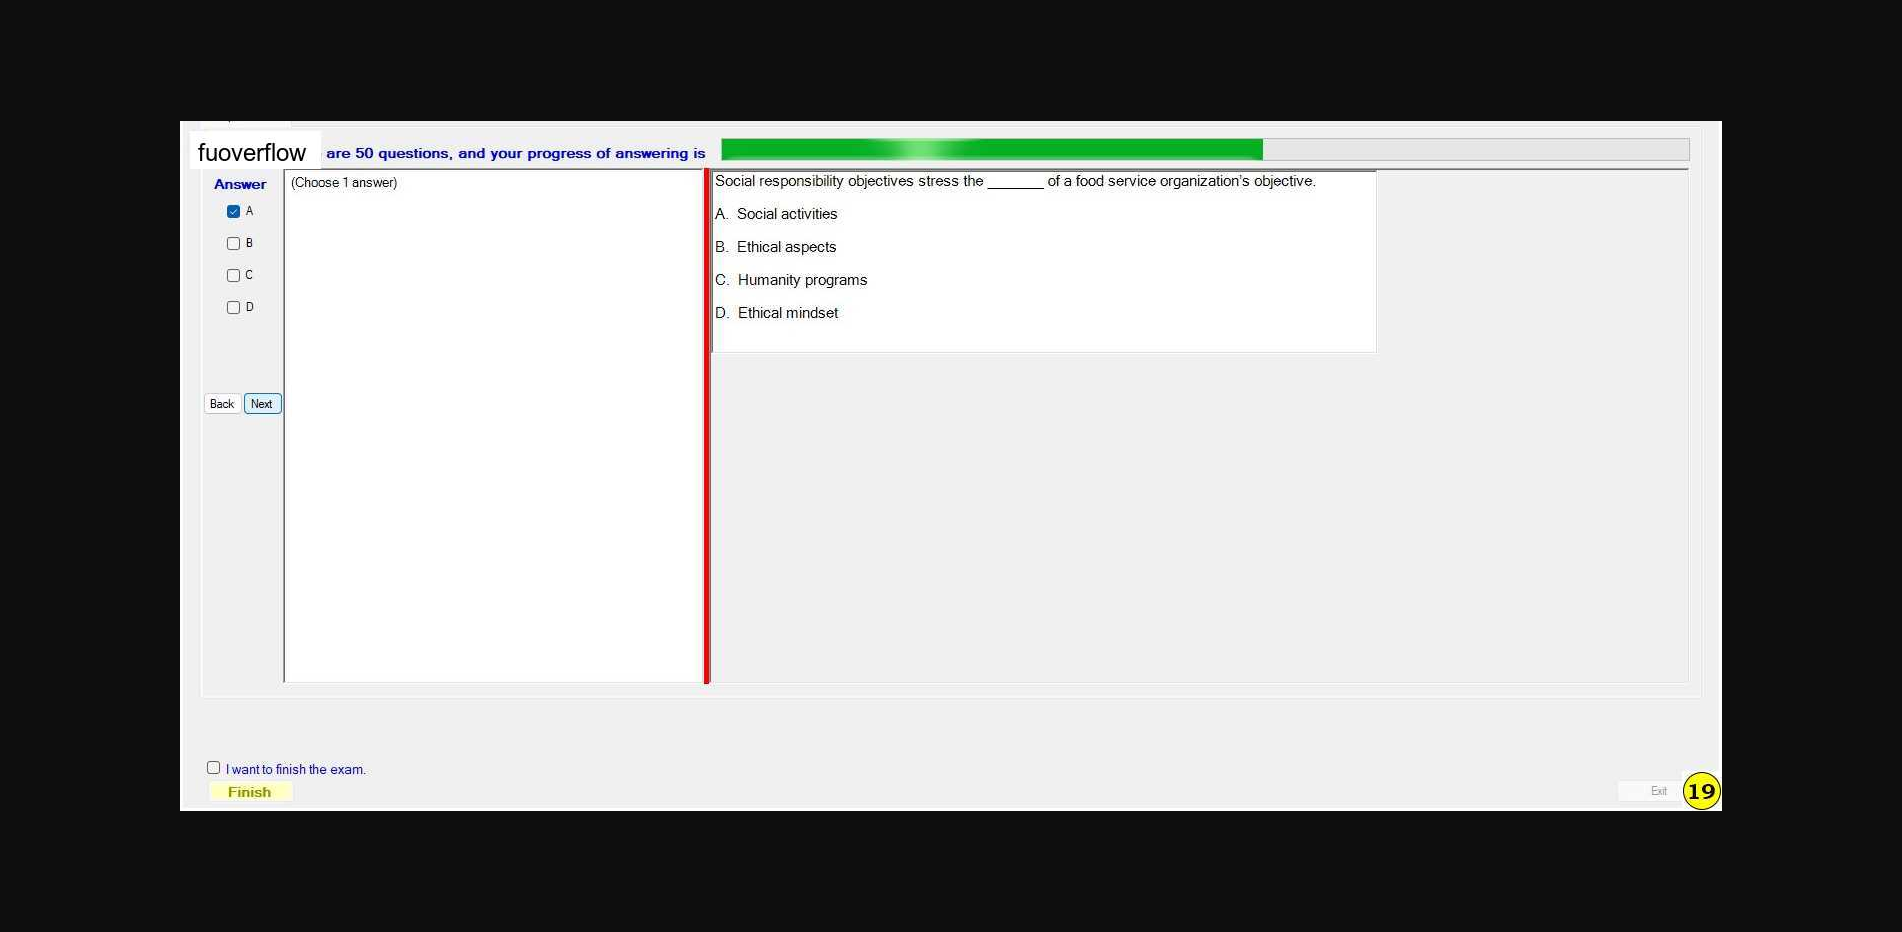 fuoverflow are 50 questions, and your progress of answering is
Answer
(Choose 1 answer)
A
B
C
D
Back Next
Social responsibility objectives stress the _______ of a food service organization's objective.
A. Social activities
B. Ethical aspects
C. Humanity programs
D. Ethical mindset
I want to finish the exam.
Finish
Exit
19